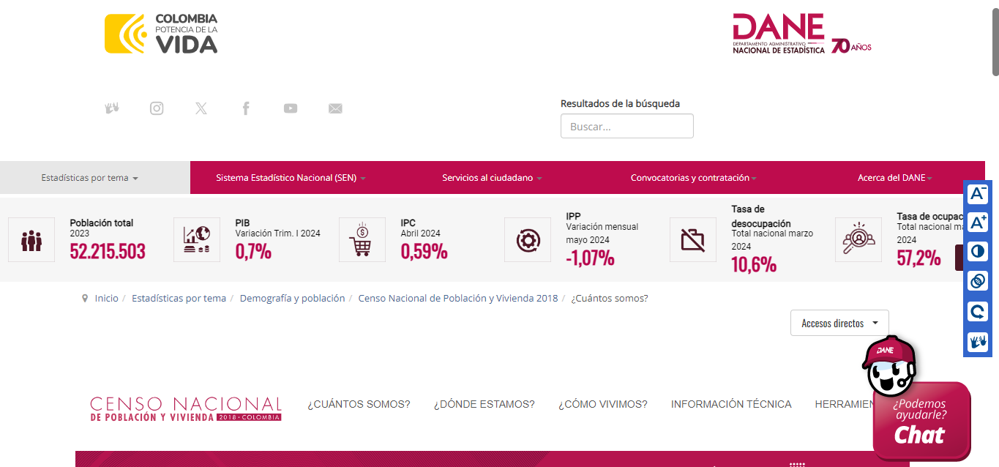 COLOMBIA
POTENCIA DE LA
VIDA
DANE
DEPARTAMENTO ADMINISTRATIVO
NACIONAL DE ESTADÍSTICA
70 AÑOS
Resultados de la búsqueda
Buscar...
Estadísticas por tema
Sistema Estadístico Nacional (SEN)
Servicios al ciudadano
Convocatorias y contratación
Acerca del DANE
A-
A+
Población total
2023
52.215.503
PIB
Variación Trim. I 2024
0,7%
IPC
Abril 2024
0,59%
IPP
Variación mensual
mayo 2024
-1,07%
Tasa de
desocupación
Total nacional marzo
2024
10,6%
Tasa de ocupac
Total nacional ma
2024
57,2%
Inicio / Estadísticas por tema / Demografía y población / Censo Nacional de Población y Vivienda 2018 / ¿Cuántos somos?
Accesos directos
DANE
CENSO NACIONAL
DE POBLACIÓN Y VIVIENDA 2018 · COLOMBIA
¿CUÁNTOS SOMOS?
¿DÓNDE ESTAMOS?
¿CÓMO VIVIMOS?
INFORMACIÓN TÉCNICA
HERRAMIEN
¿Podemos
ayudarle?
Chat